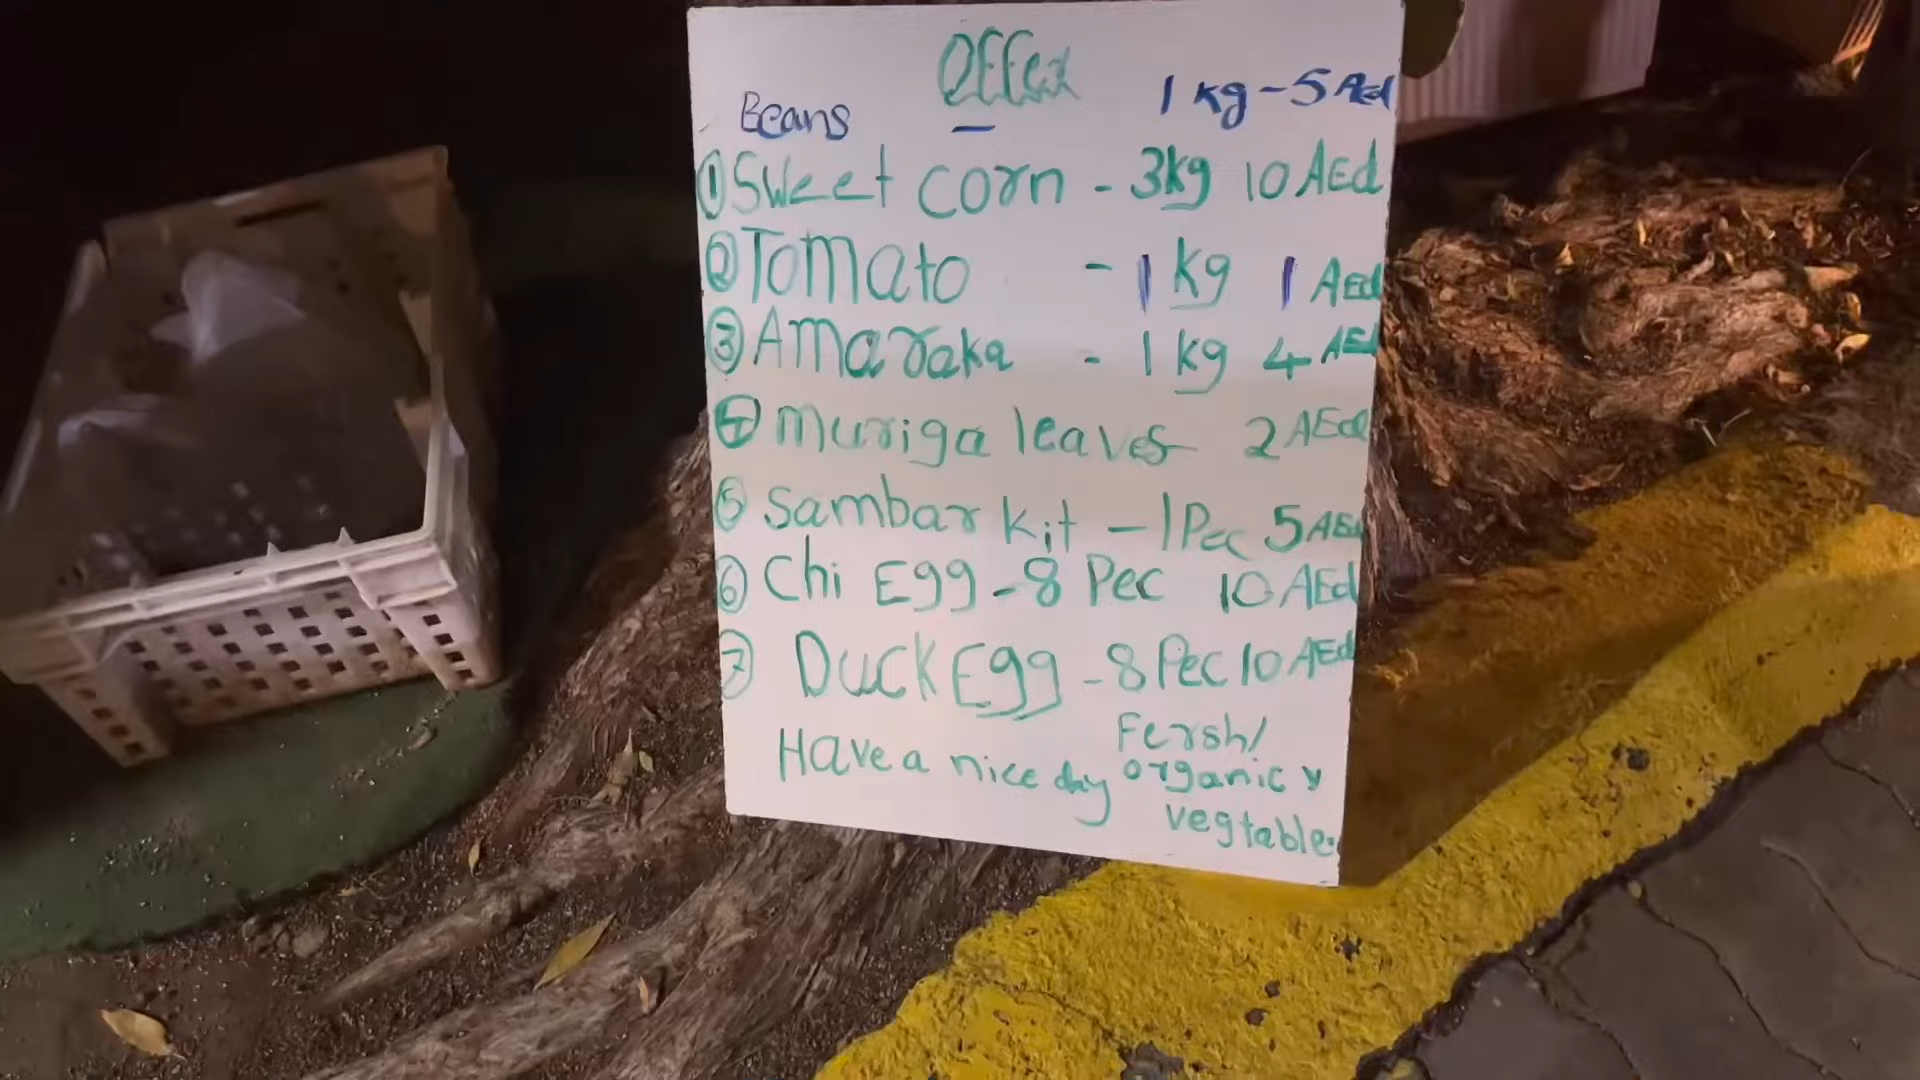 Offer
Beans 1 kg - 5 AEd
① Sweet corn - 3kg 10 AEd
② Tomato - 1 kg 1 AEd
③ Amaraka - 1 kg 4 AEd
④ muriga leaves 2 AEd
⑤ Sambar kit - 1 Pec 5 AEd
⑥ Chi Egg - 8 Pec 10 AEd
⑦ Duck Egg - 8 Pec 10 AEd
Have a nice day
Fersh/
organic
vegtables